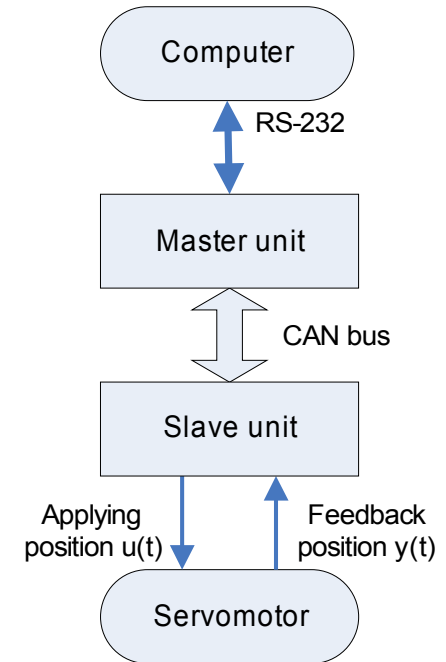 Computer
RS-232
Master unit
CAN bus
Slave unit
Applying
position u(t)
Feedback
position y(t)
Servomotor